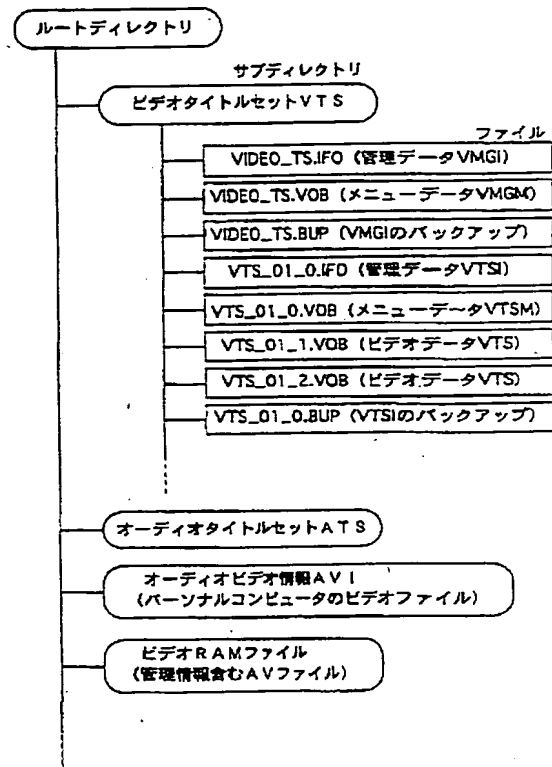 ルートディレクトリ
サブディレクトリ
ビデオタイトルセットVTS
ファイル
VIDEO_TS.IFO (管理データVMGI)
VIDEO_TS.VOB (メニューデータVMGM)
VIDEO_TS.BUP (VMGIのバックアップ)
VTS_01_0.IFO (管理データVTSI)
VTS_01_0.VOB (メニューデータVTSM)
VTS_01_1.VOB (ビデオデータVTS)
VTS_01_2.VOB (ビデオデータVTS)
VTS_01_0.BUP (VTSIのバックアップ)
オーディオタイトルセットATS
オーディオビデオ情報AVI
(パーソナルコンピュータのビデオファイル)
ビデオRAMファイル
(管理情報含むAVファイル)